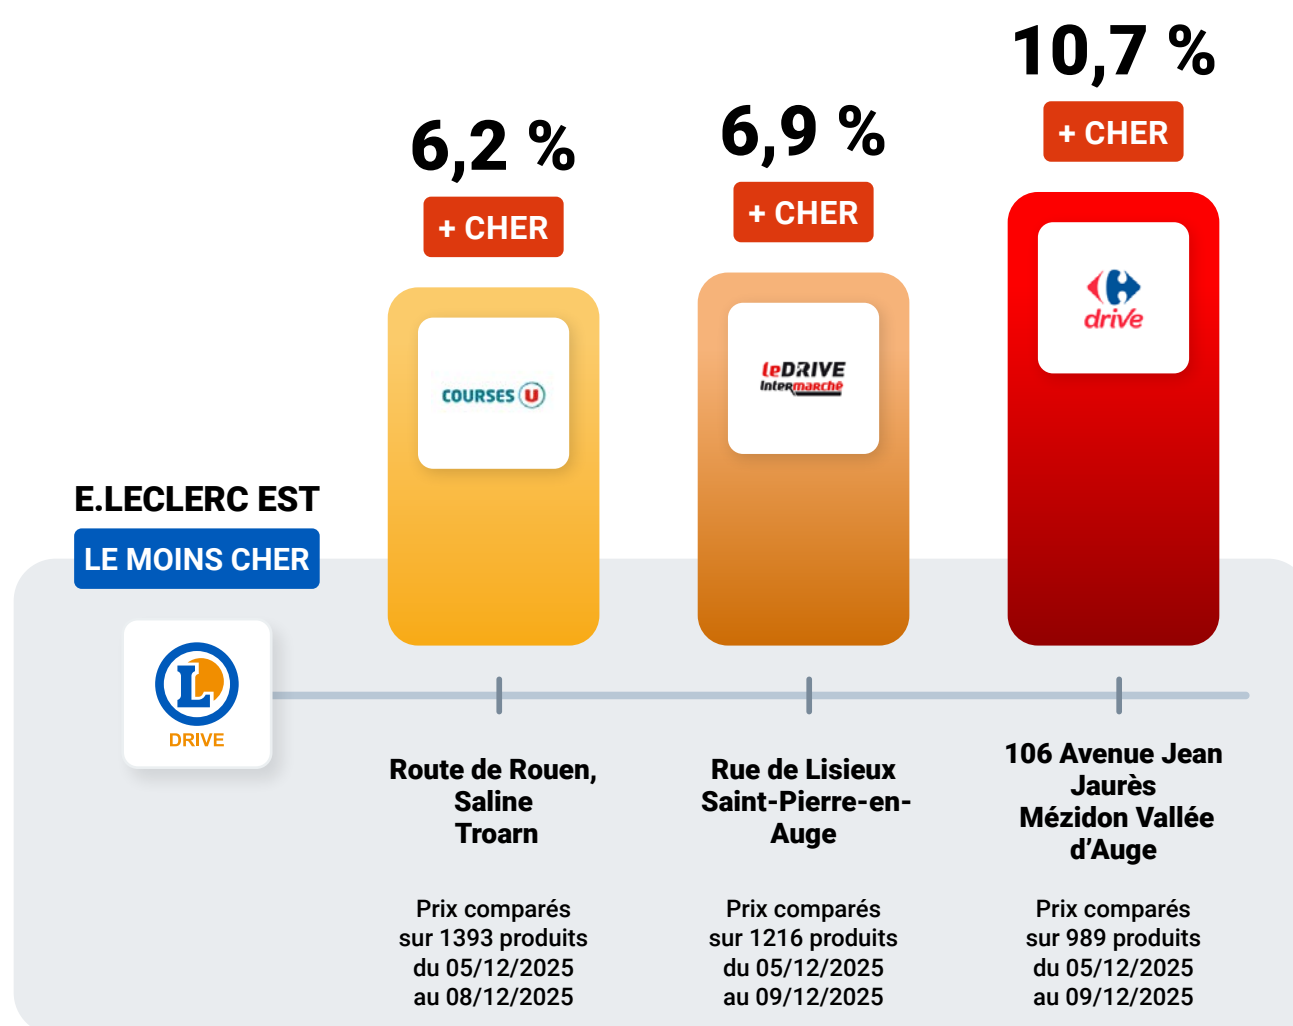 10,7 %
+ CHER
6,9 %
+ CHER
6,2 %
+ CHER
drive
leDRIVE
Intermarché
COURSES U
E.LECLERC EST
LE MOINS CHER
L
DRIVE
Route de Rouen,
Saline
Troarn
Prix comparés
sur 1393 produits
du 05/12/2025
au 08/12/2025
Rue de Lisieux
Saint-Pierre-en-
Auge
Prix comparés
sur 1216 produits
du 05/12/2025
au 09/12/2025
106 Avenue Jean
Jaurès
Mézidon Vallée
d’Auge
Prix comparés
sur 989 produits
du 05/12/2025
au 09/12/2025